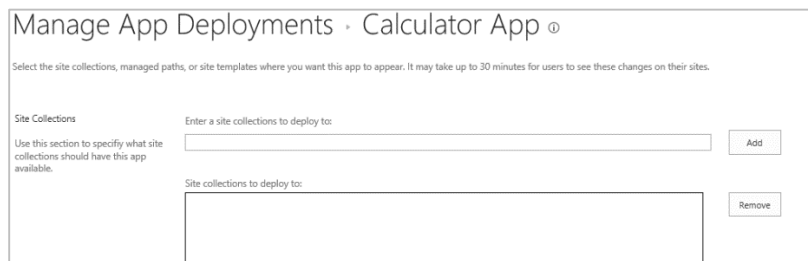 Manage App Deployments › Calculator App ⓘ
Select the site collections, managed paths, or site templates where you want this app to appear. It may take up to 30 minutes for users to see these changes on their sites.
Site Collections
Use this section to specifiy what site
collections should have this app
available.
Enter a site collections to deploy to:
Add
Site collections to deploy to:
Remove